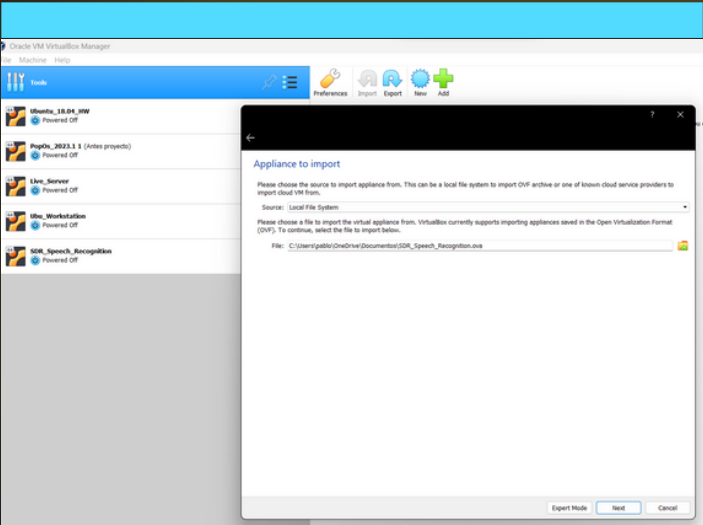 Oracle VM VirtualBox Manager
File Machine Help
Tools
Preferences Import Export New Add
Ubuntu_18.04_HW
Powered Off
PopOs_2023.1 1 (Antes proyecto)
Powered Off
Live_Server
Powered Off
Ubu_Workstation
Powered Off
SDR_Speech_Recognition
Powered Off
?
Appliance to import
Please choose the source to import appliance from. This can be a local file system to import OVF archive or one of known cloud service providers to
import cloud VM from.
Source: Local File System
Please choose a file to import the virtual appliance from. VirtualBox currently supports importing appliances saved in the Open Virtualization Format
(OVF). To continue, select the file to import below.
File: C:\Users\pablo\OneDrive\Documentos\SDR_Speech_Recognition.ova
Expert Mode Next Cancel